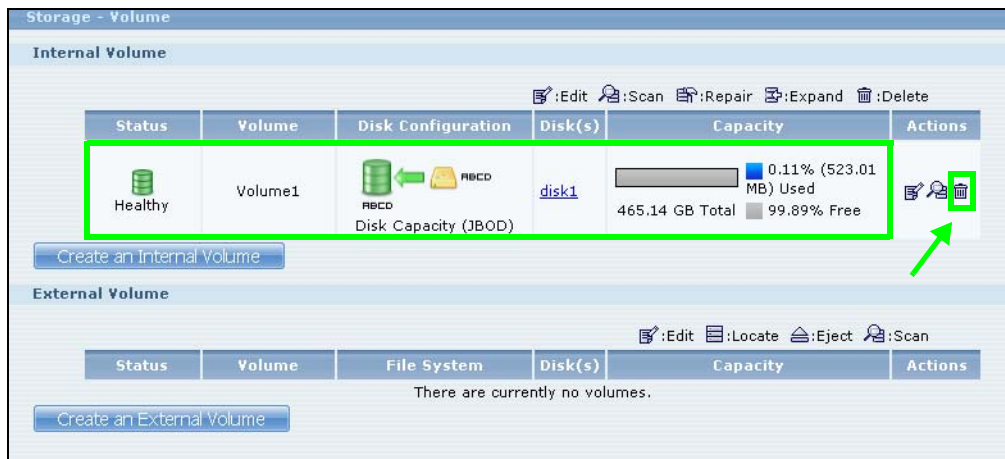 Storage - Volume
Internal Volume
:Edit :Scan :Repair :Expand :Delete
Status Volume Disk Configuration Disk(s) Capacity Actions
Healthy
Volume1
ABCD
ABCD
Disk Capacity (JBOD)
disk1
465.14 GB Total
0.11% (523.01
MB) Used
99.89% Free
Create an Internal Volume
External Volume
:Edit :Locate :Eject :Scan
Status Volume File System Disk(s) Capacity Actions
There are currently no volumes.
Create an External Volume